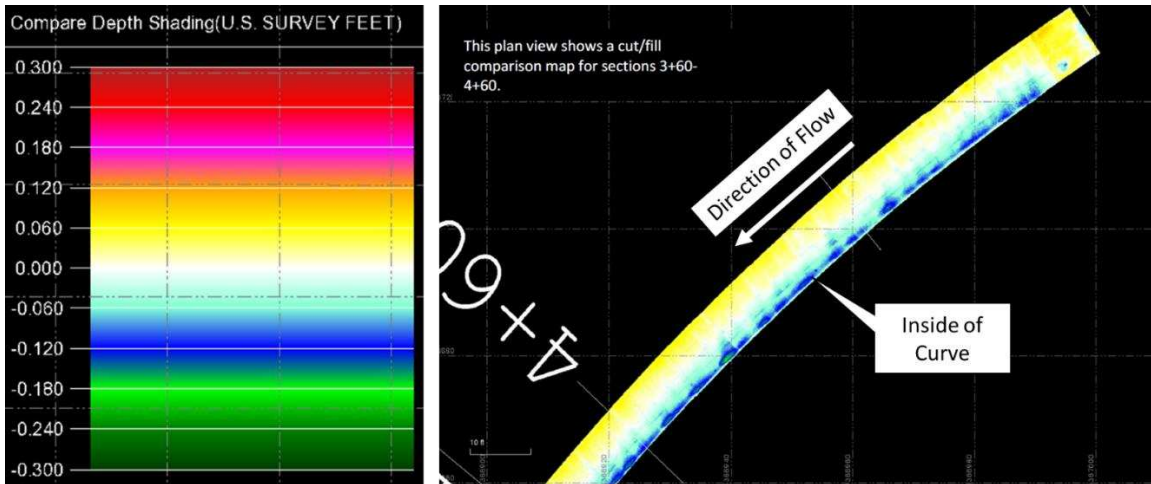 Compare Depth Shading(U.S. SURVEY FEET)
0.300
0.240
0.180
0.120
0.060
0.000
-0.060
-0.120
-0.180
-0.240
-0.300
This plan view shows a cut/fill
comparison map for sections 3+60-
4+60.
Direction of Flow
Inside of
Curve
4+60
10 ft